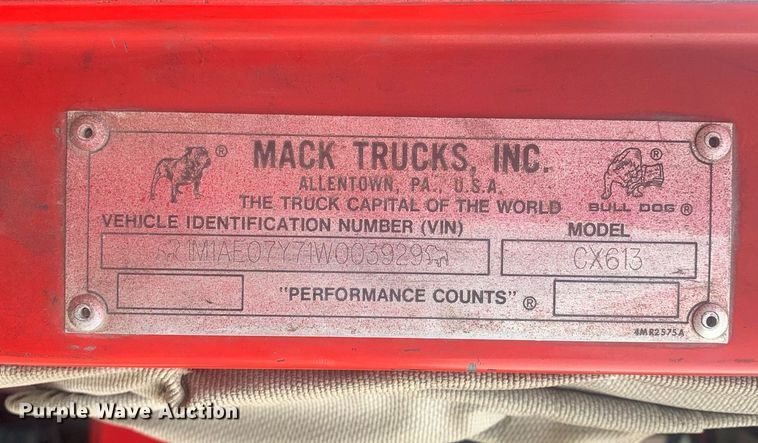 MACK TRUCKS, INC.
ALLENTOWN, PA., U.S.A.
THE TRUCK CAPITAL OF THE WORLD
BULL DOG ®
VEHICLE IDENTIFICATION NUMBER (VIN)
MODEL
1M1AE07Y71W003929
CX613
"PERFORMANCE COUNTS" ®
4MR2575A
Purple Wave Auction